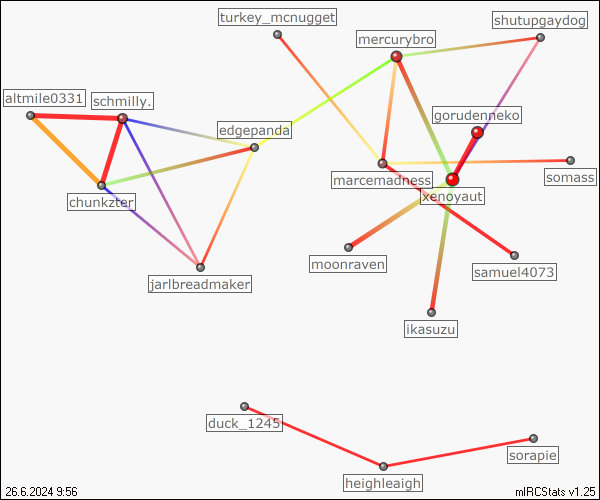 turkey_mcnugget
shutupgaydog
mercurybro
altmile0331
schmilly.
gorudenneko
edgepanda
marcemadness
somass
chunkzter
xenoyaut
moonraven
samuel4073
jarlbreadmaker
ikasuzu
duck_1245
sorapie
heighleaigh
26.6.2024 9:56
mIRCStats v1.25